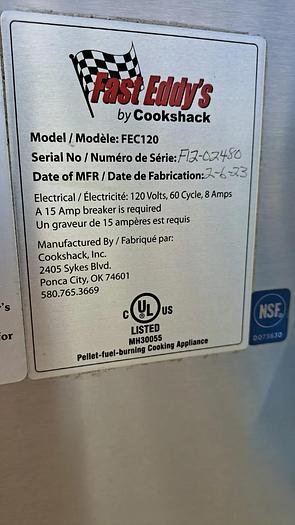 Fast Eddy's
by Cookshack
Model / Modèle: FEC120
Serial No / Numéro de Série: F12-02480
Date of MFR / Date de Fabrication: 2-6-23
Electrical / Électricité: 120 Volts, 60 Cycle, 8 Amps
A 15 Amp breaker is required
Un graveur de 15 ampères est requis
Manufactured By / Fabriqué par:
Cookshack, Inc.
2405 Sykes Blvd.
Ponca City, OK 74601
580.765.3669
C UL US
LISTED
MH30055
Pellet-fuel-burning Cooking Appliance
NSF
's
for